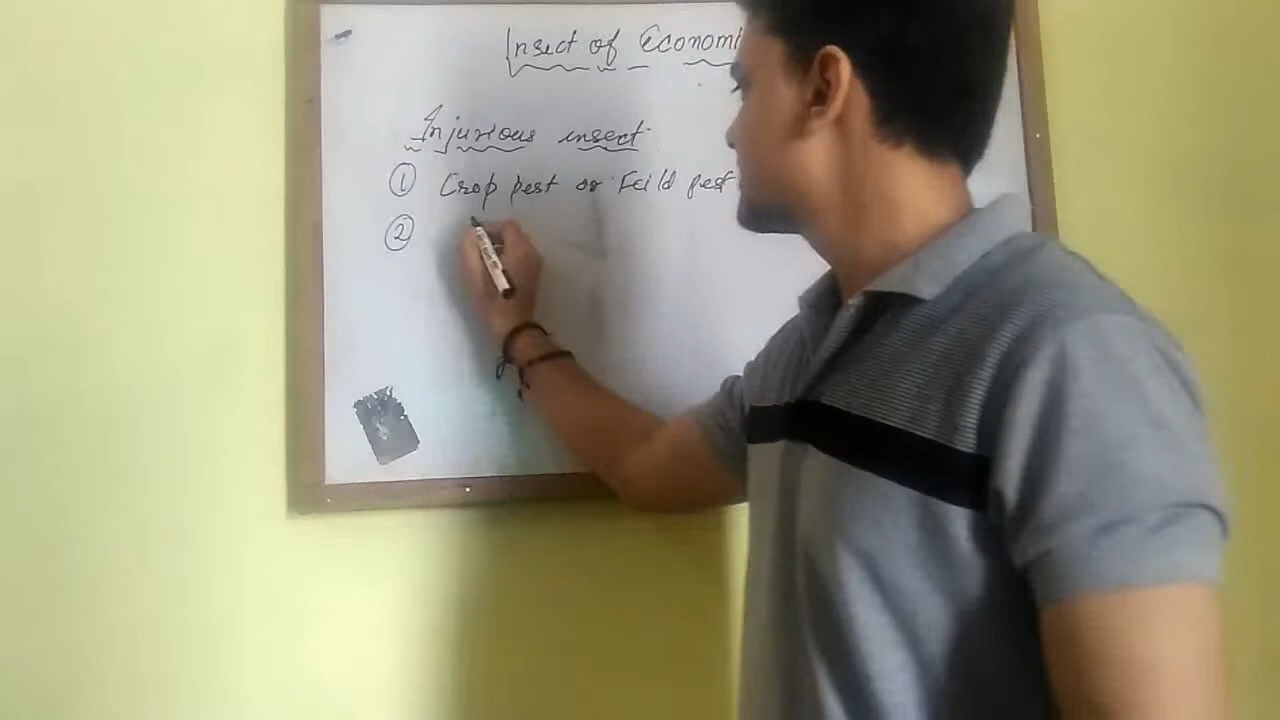 Insect of Economi
Injurious insect
① Crop pest or Feild pest
②